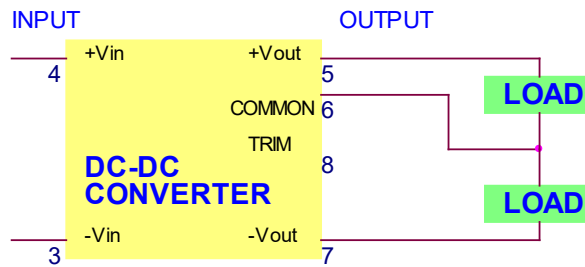 INPUT OUTPUT
+Vin +Vout
4 5
LOAD
COMMON 6
TRIM
8
DC-DC
CONVERTER
LOAD
-Vin -Vout
3 7